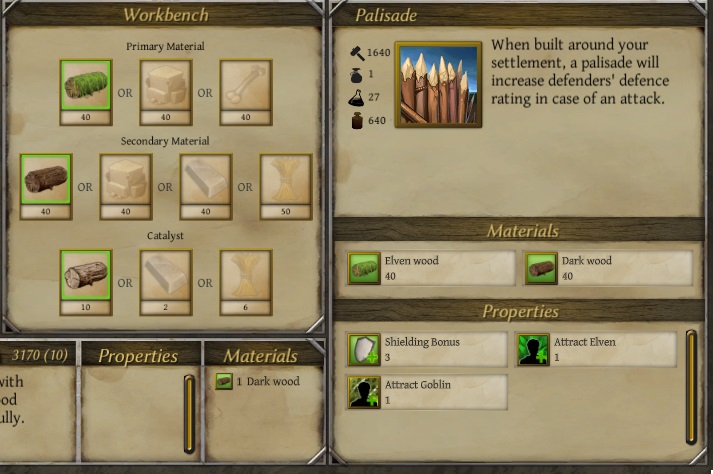 Workbench
Primary Material
OR
OR
40
40
40
Secondary Material
OR
OR
OR
40
40
40
50
Catalyst
OR
OR
10
2
6
3170 (10)
with
od
ully.
Properties
Materials
1 Dark wood
Palisade
1640
1
27
640
When built around your
settlement, a palisade will
increase defenders' defence
rating in case of an attack.
Materials
Elven wood
40
Dark wood
40
Properties
Shielding Bonus
3
Attract Elven
1
Attract Goblin
1